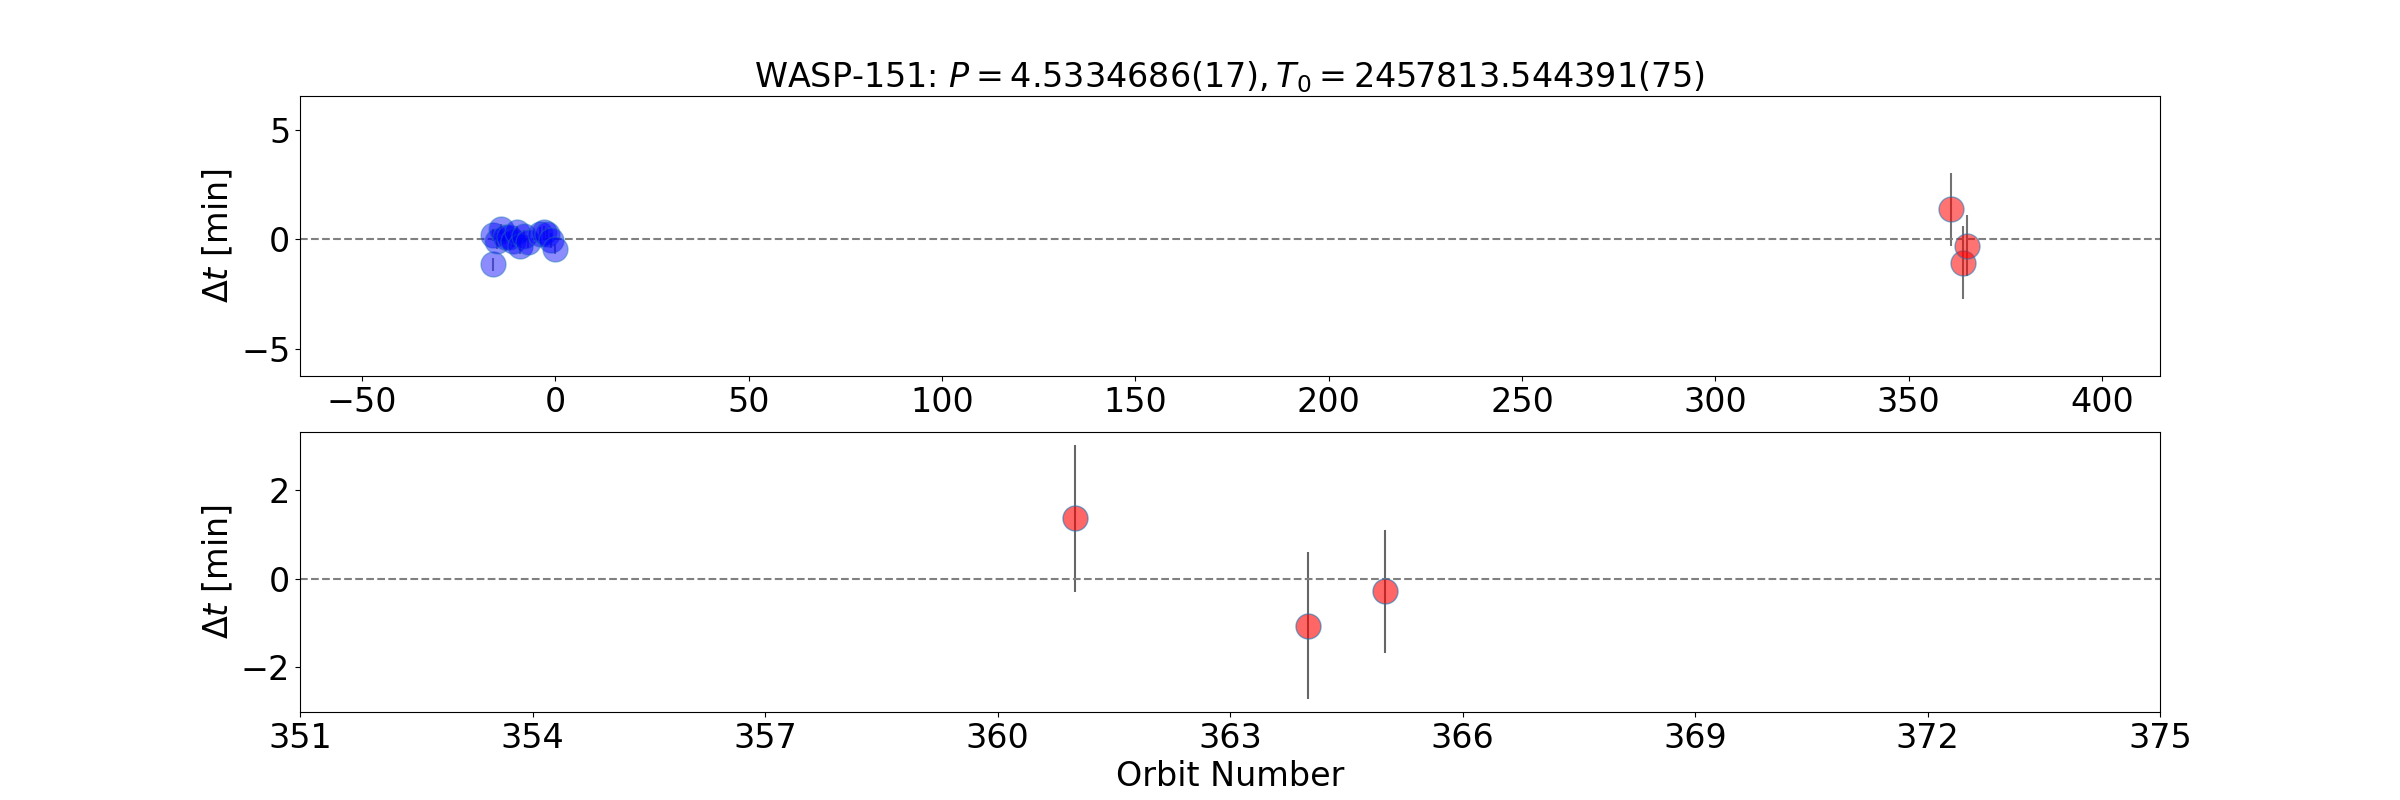 WASP-151: P = 4.5334686(17), T₀ = 2457813.544391(75)
Δt [min]
5
0
−5
−50 0 50 100 150 200 250 300 350 400
Δt [min]
2
0
−2
351 354 357 360 363 366 369 372 375
Orbit Number